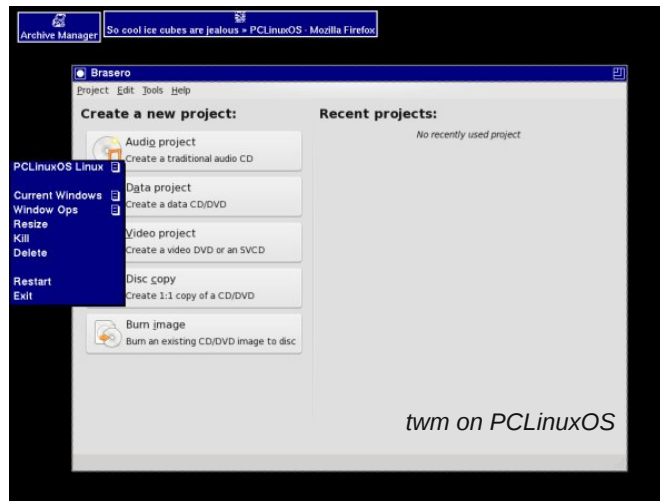 Archive Manager
So cool ice cubes are jealous » PCLinuxOS - Mozilla Firefox
Brasero
Project Edit Tools Help
Create a new project:
Recent projects:
No recently used project
Audio project
Create a traditional audio CD
Data project
Create a data CD/DVD
Video project
Create a video DVD or an SVCD
Disc copy
Create 1:1 copy of a CD/DVD
Burn image
Burn an existing CD/DVD image to disc
PCLinuxOS Linux
Current Windows
Window Ops
Resize
Kill
Delete
Restart
Exit
twm on PCLinuxOS